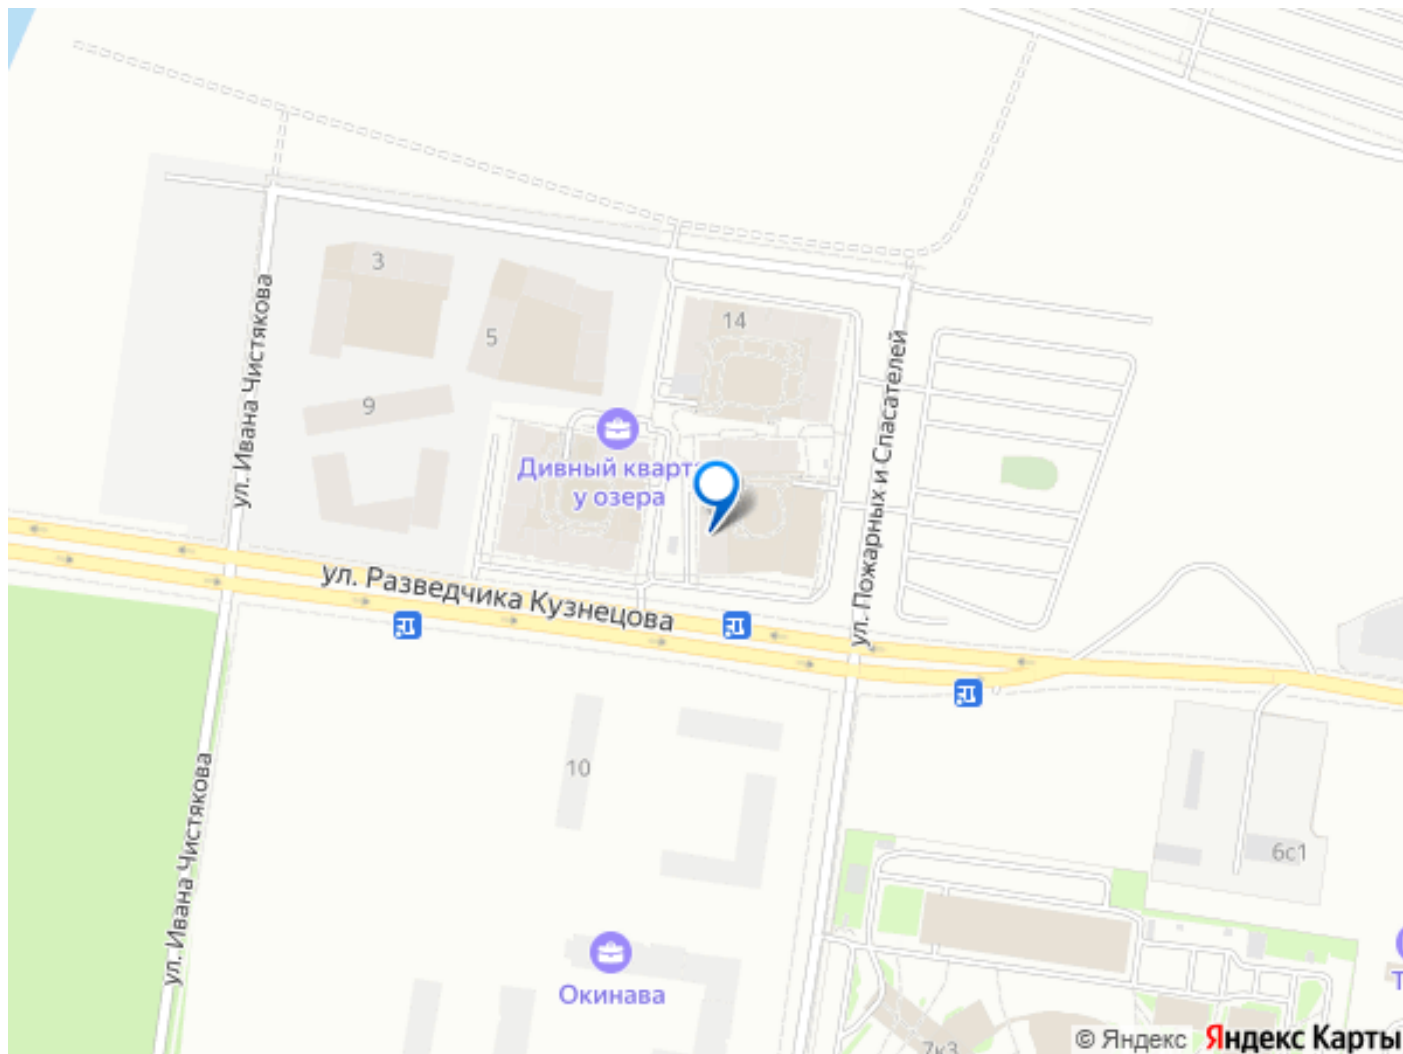 3
14
5
ул. Ивана Чистякова
ул. Пожарных и Спасателей
9
Дивный кварта
у озера
ул. Разведчика Кузнецова
10
ул. Ивана Чистякова
6с1
Окинава
Т
7к3
© Яндекс Яндекс Карты